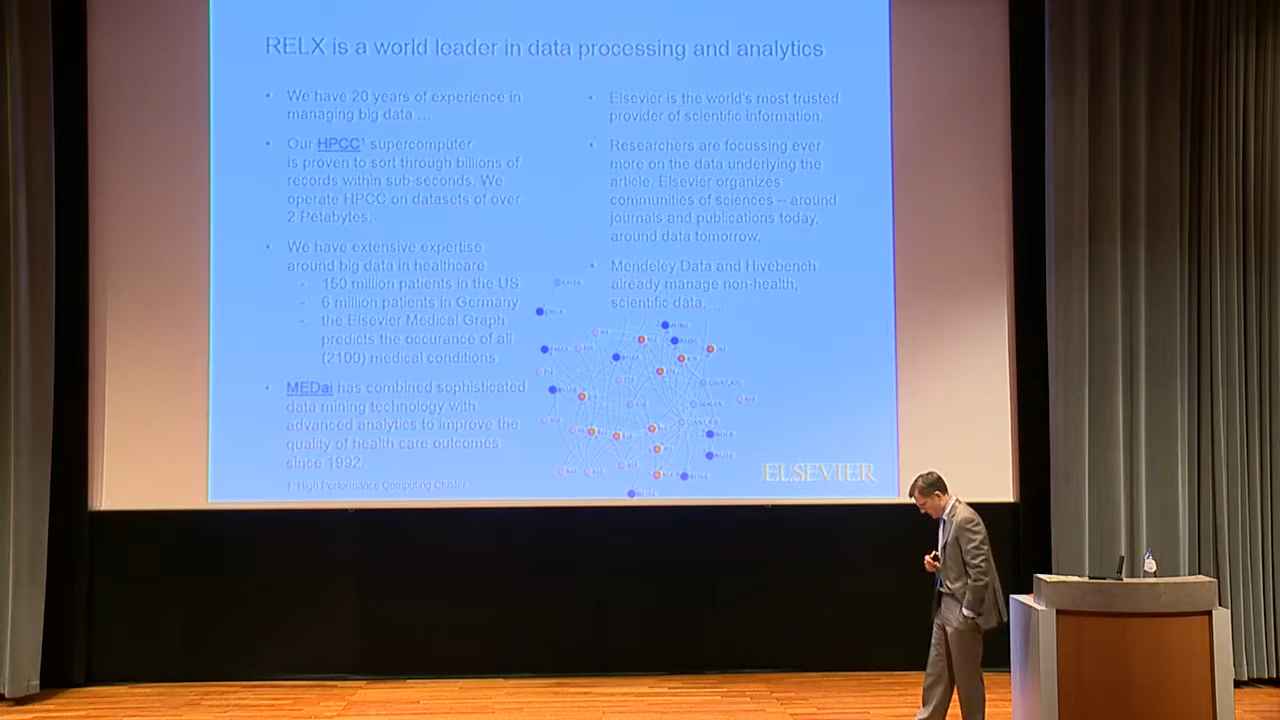 RELX is a world leader in data processing and analytics
• We have 20 years of experience in
managing big data ...
• Our HPCC¹ supercomputer
is proven to sort through billions of
records within sub-seconds. We
operate HPCC on datasets of over
2 Petabytes.
• We have extensive expertise
around big data in healthcare
- 150 million patients in the US
- 6 million patients in Germany
- the Elsevier Medical Graph
predicts the occurance of all
(2100) medical conditions
• MEDai has combined sophisticated
data mining technology with
advanced analytics to improve the
quality of health care outcomes
since 1992.
1 High Performance Computing Cluster
• Elsevier is the world's most trusted
provider of scientific information.
• Researchers are focussing ever
more on the data underlying the
article. Elsevier organizes
communities of sciences – around
journals and publications today,
around data tomorrow.
• Mendeley Data and Hivebench
already manage non-health,
scientific data. ...
ELSEVIER